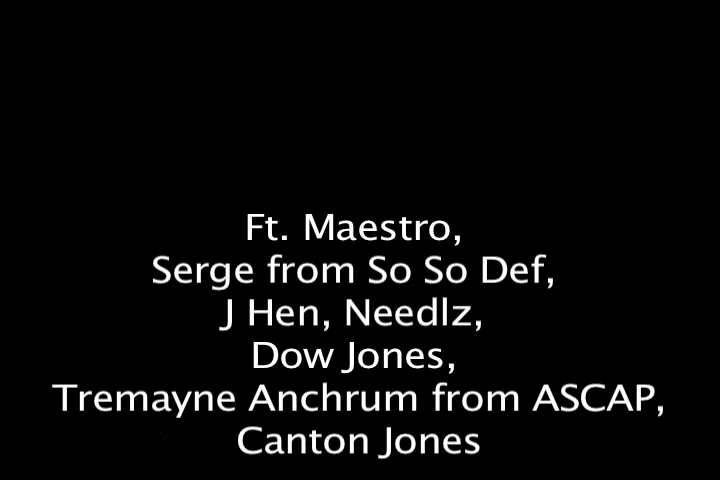 Ft. Maestro,
Serge from So So Def,
J Hen, Needlz,
Dow Jones,
Tremayne Anchrum from ASCAP,
Canton Jones